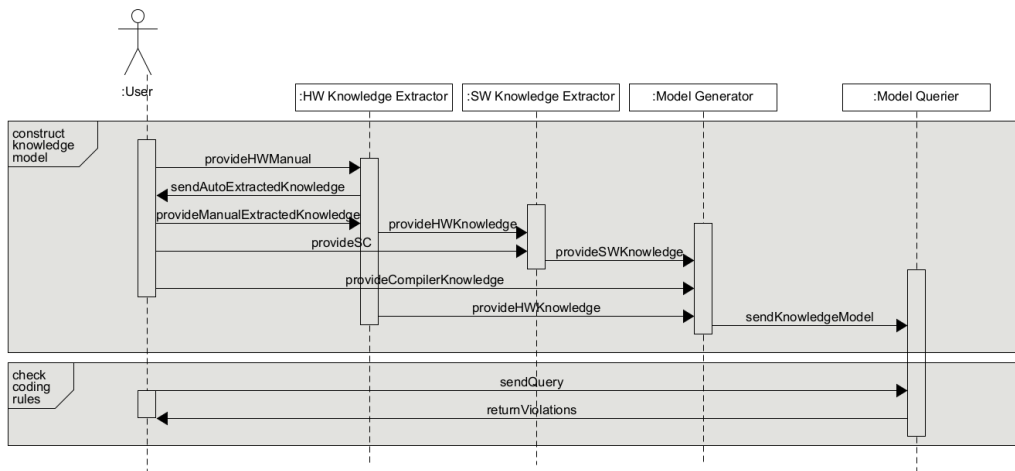 :User
:HW Knowledge Extractor
:SW Knowledge Extractor
:Model Generator
:Model Querier
construct
knowledge
model
provideHWManual
sendAutoExtractedKnowledge
provideManualExtractedKnowledge
provideHWKnowledge
provideSC
provideSWKnowledge
provideCompilerKnowledge
provideHWKnowledge
sendKnowledgeModel
check
coding
rules
sendQuery
returnViolations